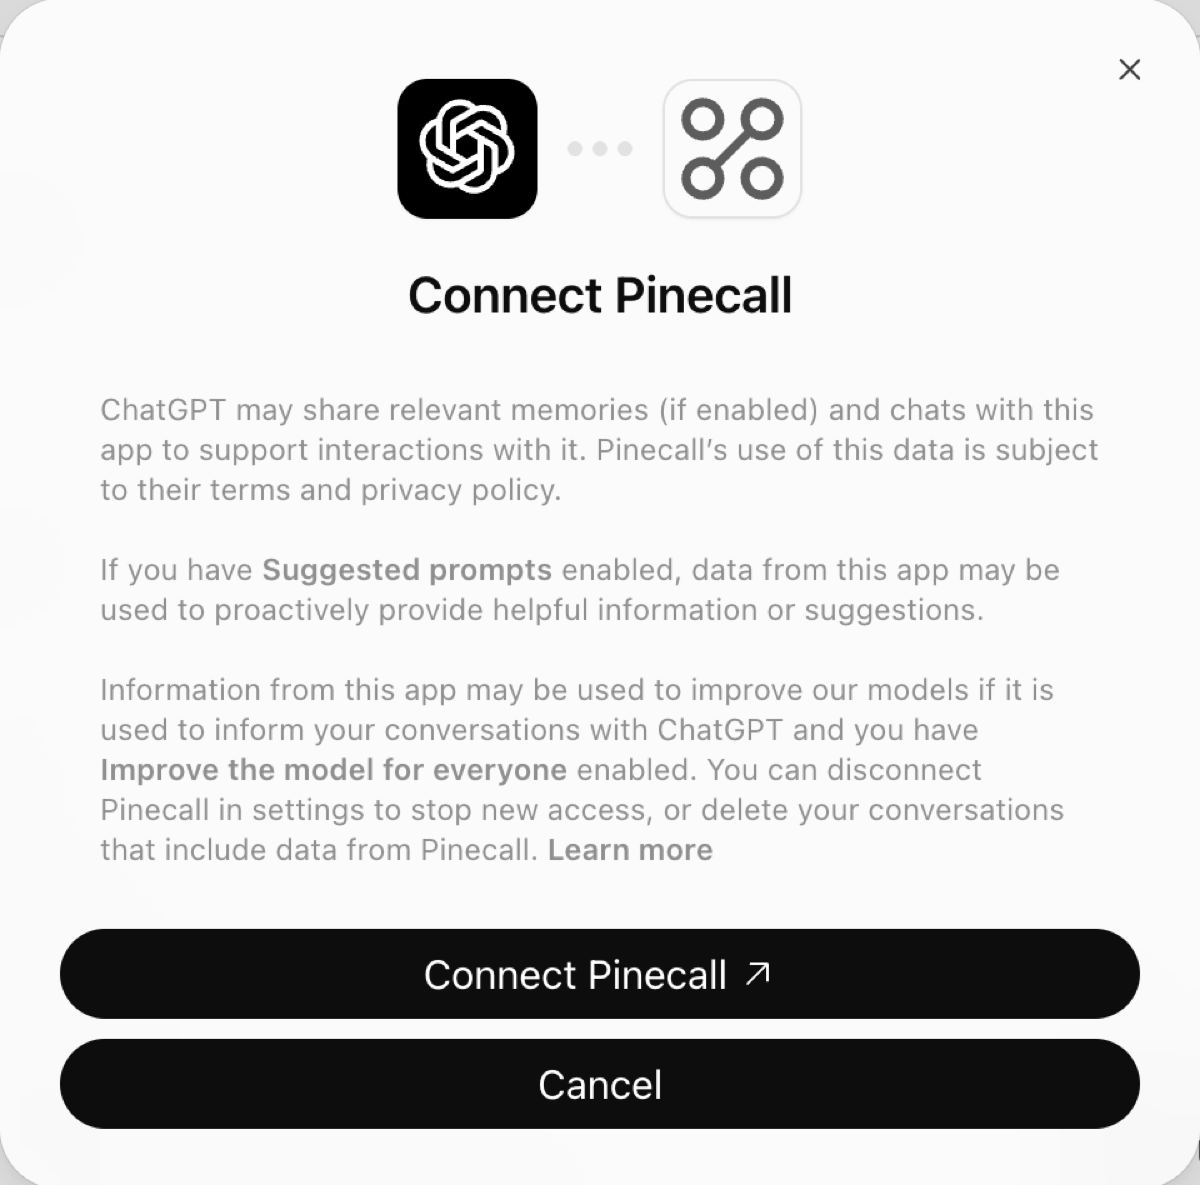 Connect Pinecall
ChatGPT may share relevant memories (if enabled) and chats with this
app to support interactions with it. Pinecall’s use of this data is subject
to their terms and privacy policy.
If you have Suggested prompts enabled, data from this app may be
used to proactively provide helpful information or suggestions.
Information from this app may be used to improve our models if it is
used to inform your conversations with ChatGPT and you have
Improve the model for everyone enabled. You can disconnect
Pinecall in settings to stop new access, or delete your conversations
that include data from Pinecall. Learn more
Connect Pinecall ↗
Cancel